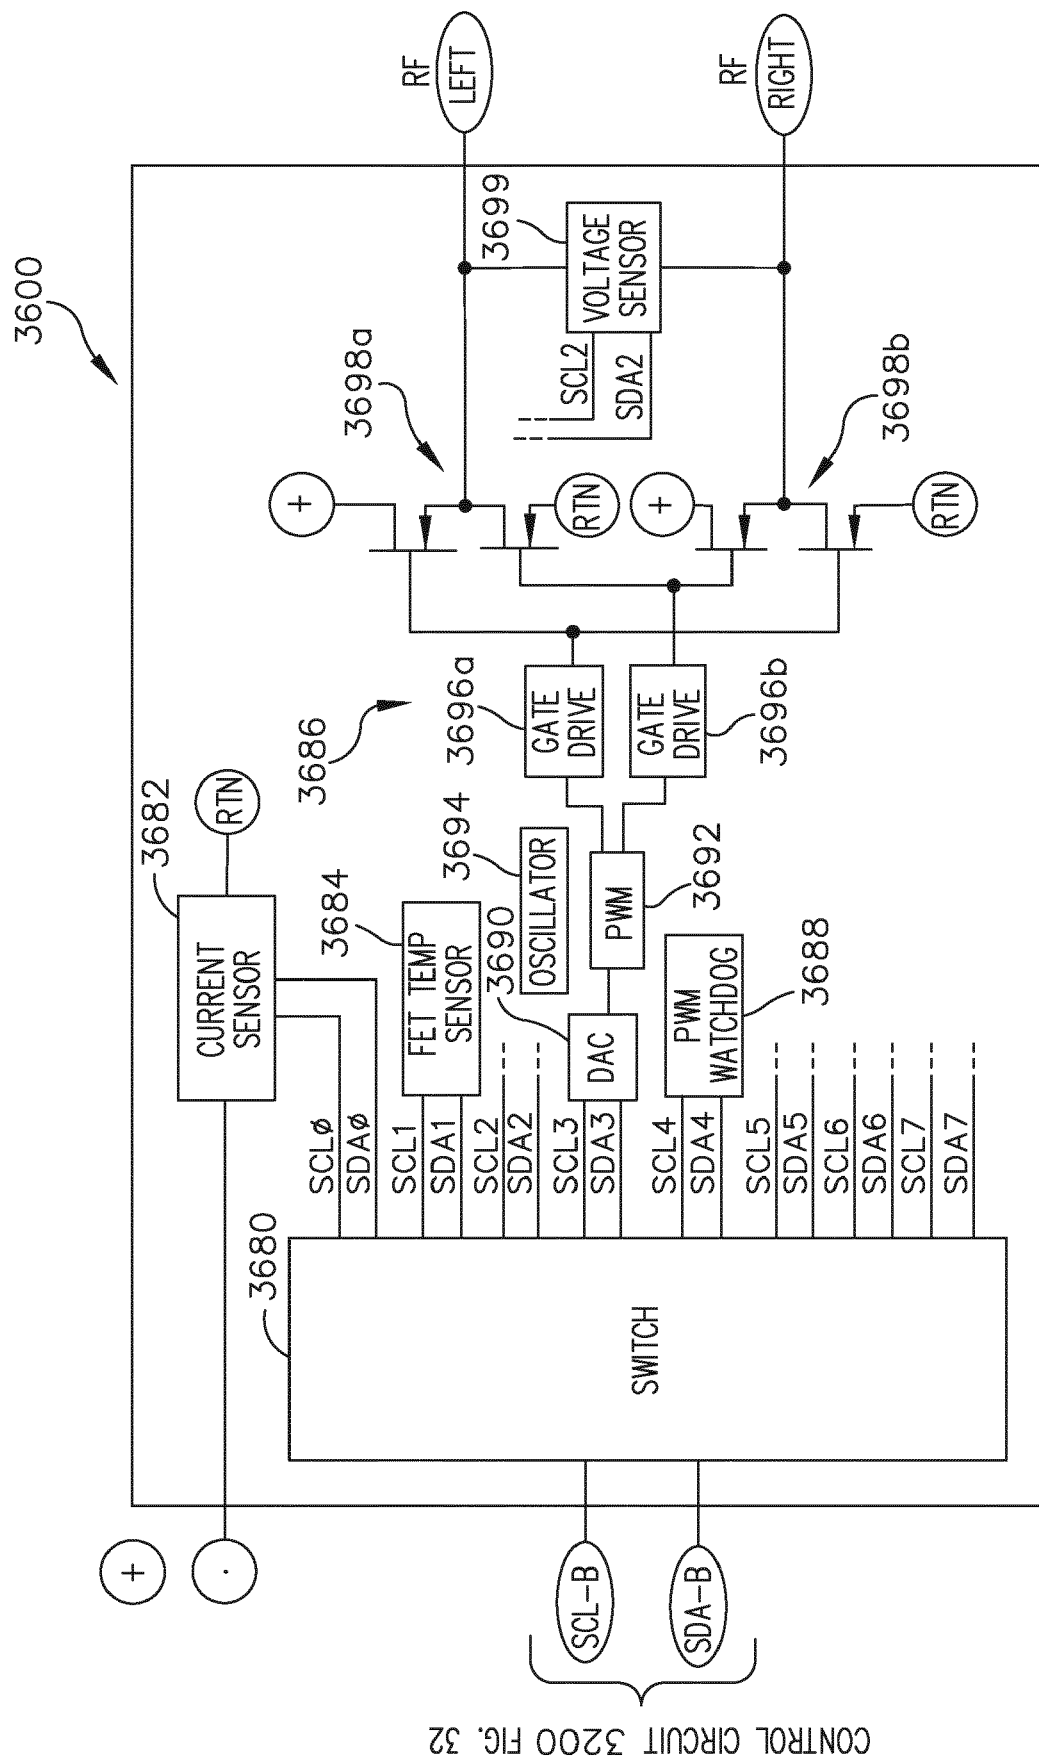 3600
RF
LEFT
RF
RIGHT
3699
VOLTAGE
SENSOR
SCL2
SDA2
3698a
3698b
+
RTN
+
RTN
3686
3696a
GATE
DRIVE
GATE
DRIVE
3696b
3682
RTN
CURRENT
SENSOR
3684
FET TEMP
SENSOR
3694
OSCILLATOR
3690
DAC
PWM
3692
PWM
WATCHDOG
3688
SCLø
SDAø
SCL1
SDA1
SCL2
SDA2
SCL3
SDA3
SCL4
SDA4
SCL5
SDA5
SCL6
SDA6
SCL7
SDA7
3680
SWITCH
+
-
SCL-B
SDA-B
CONTROL CIRCUIT 3200 FIG. 32